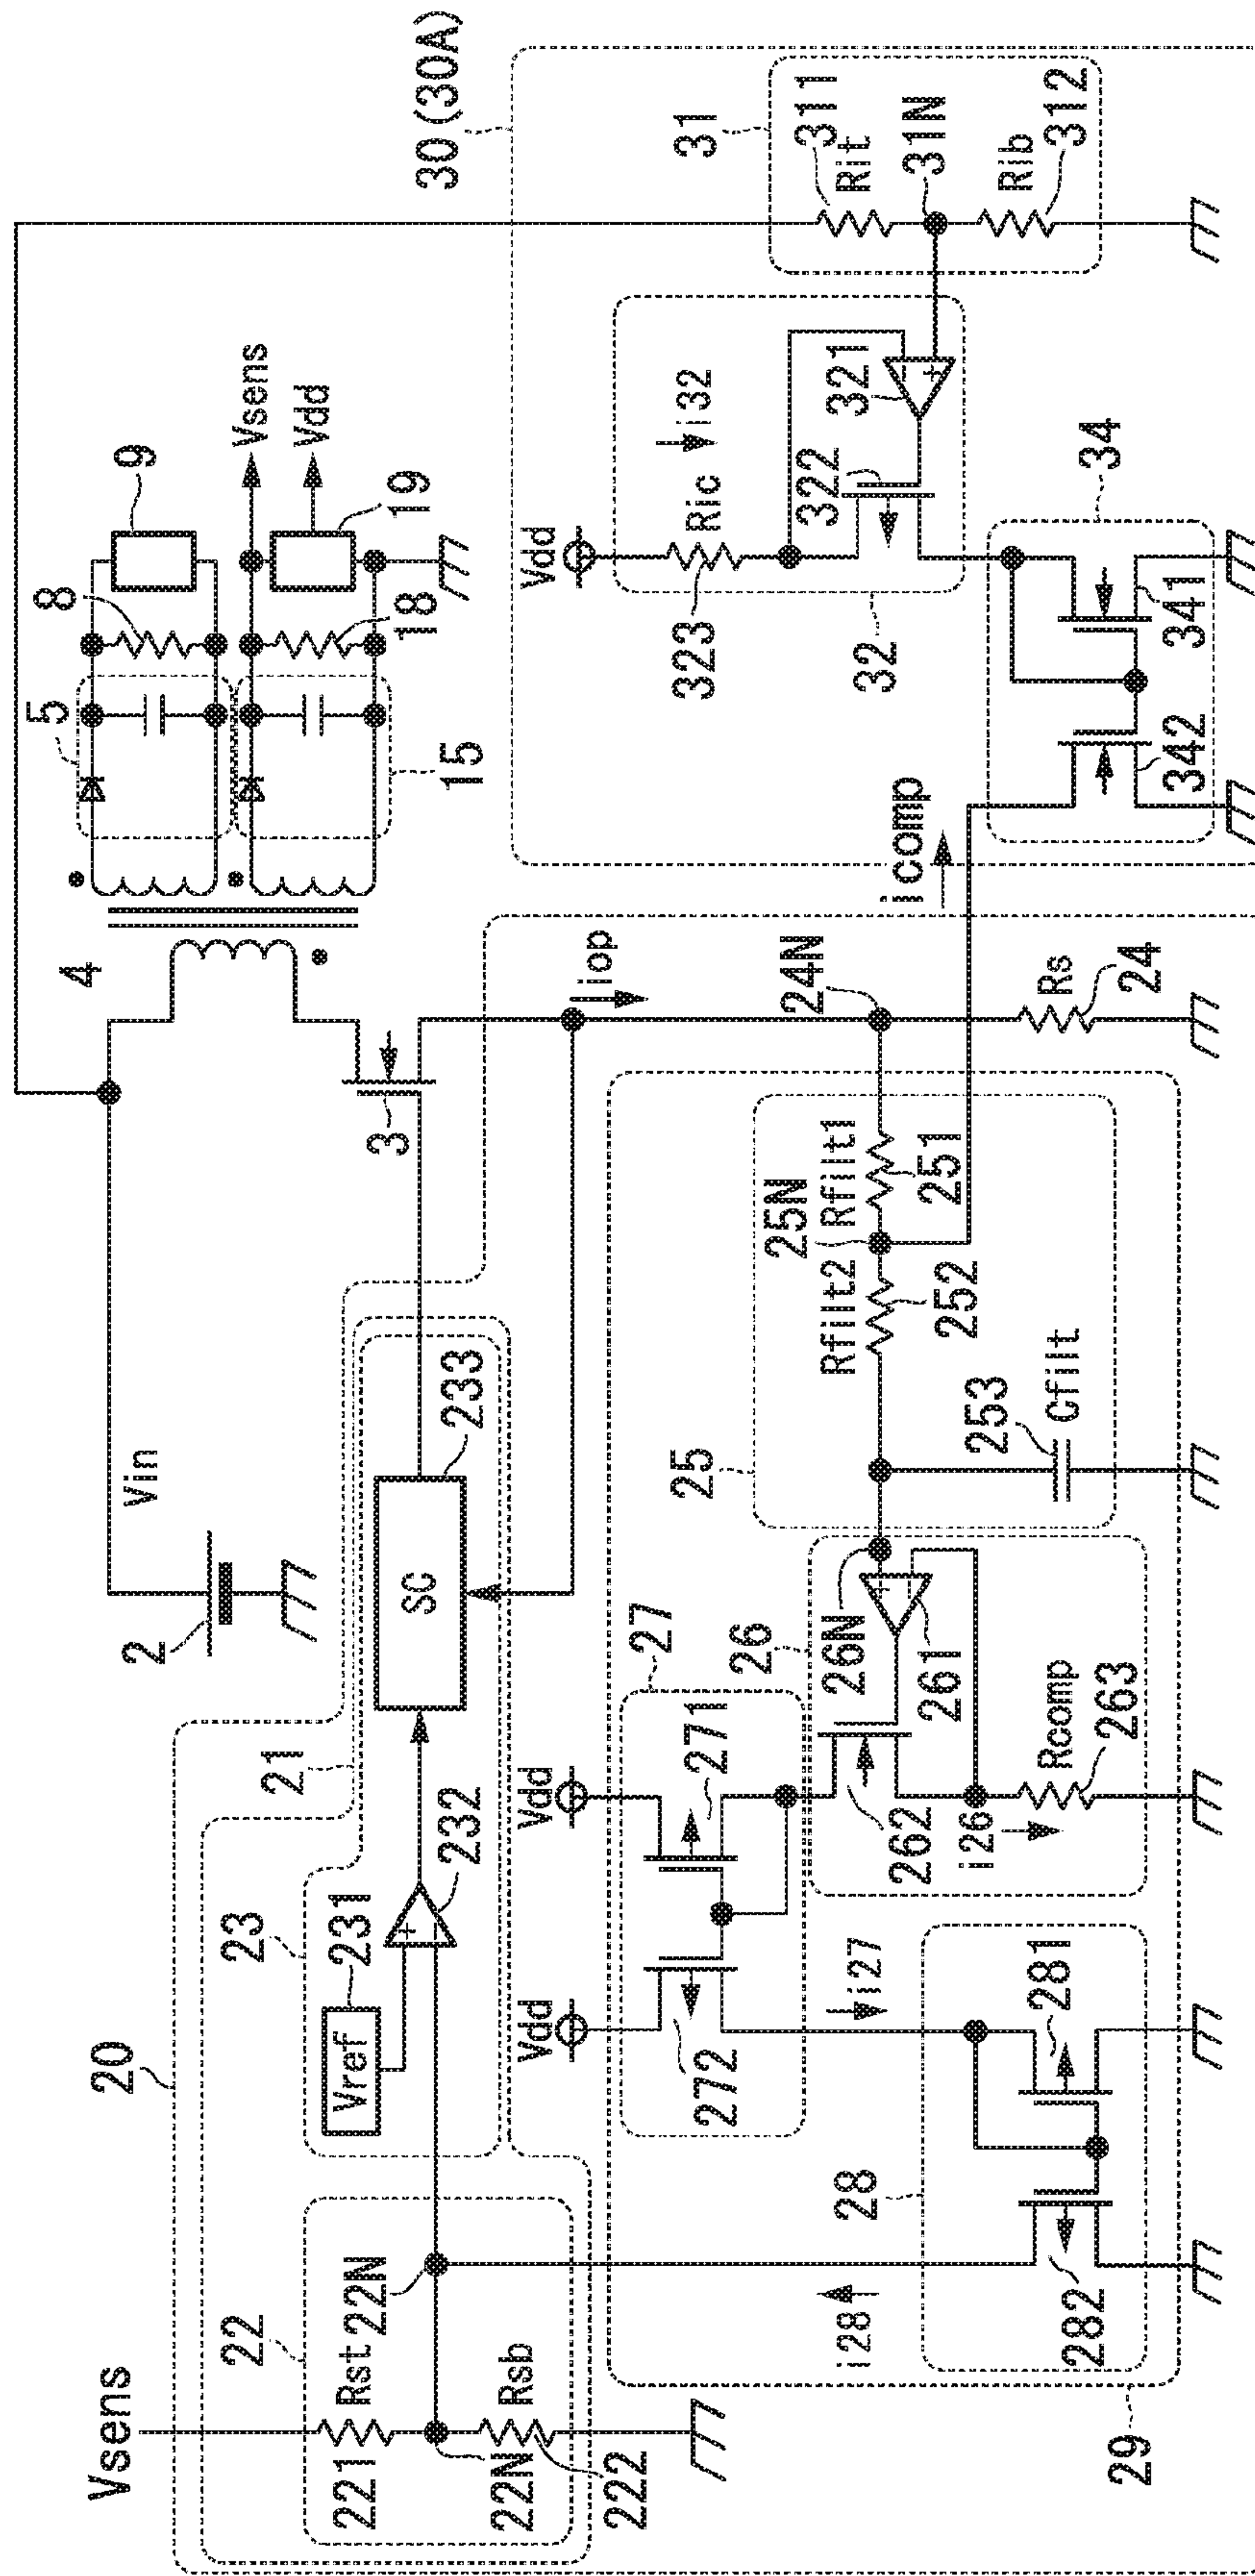 30 (30A)
31
311
Rit
31N
Rib
312
Vsens
Vdd
9
19
8
18
5
15
4
i32
321
322
Vdd
Ric
323
32
34
341
342
icomp
iop
24N
Rs
24
3
25N
Rfilt1
251
Rfilt2
252
253
Cfilt
25
Vin
2
SC
233
21
26N
261
26
27
271
262
Rcomp
263
i26
Vdd
Vdd
272
i27
23
231
Vref
232
20
28
281
282
i28
22
22N
Rst
221
22N
Rsb
222
Vsens
29